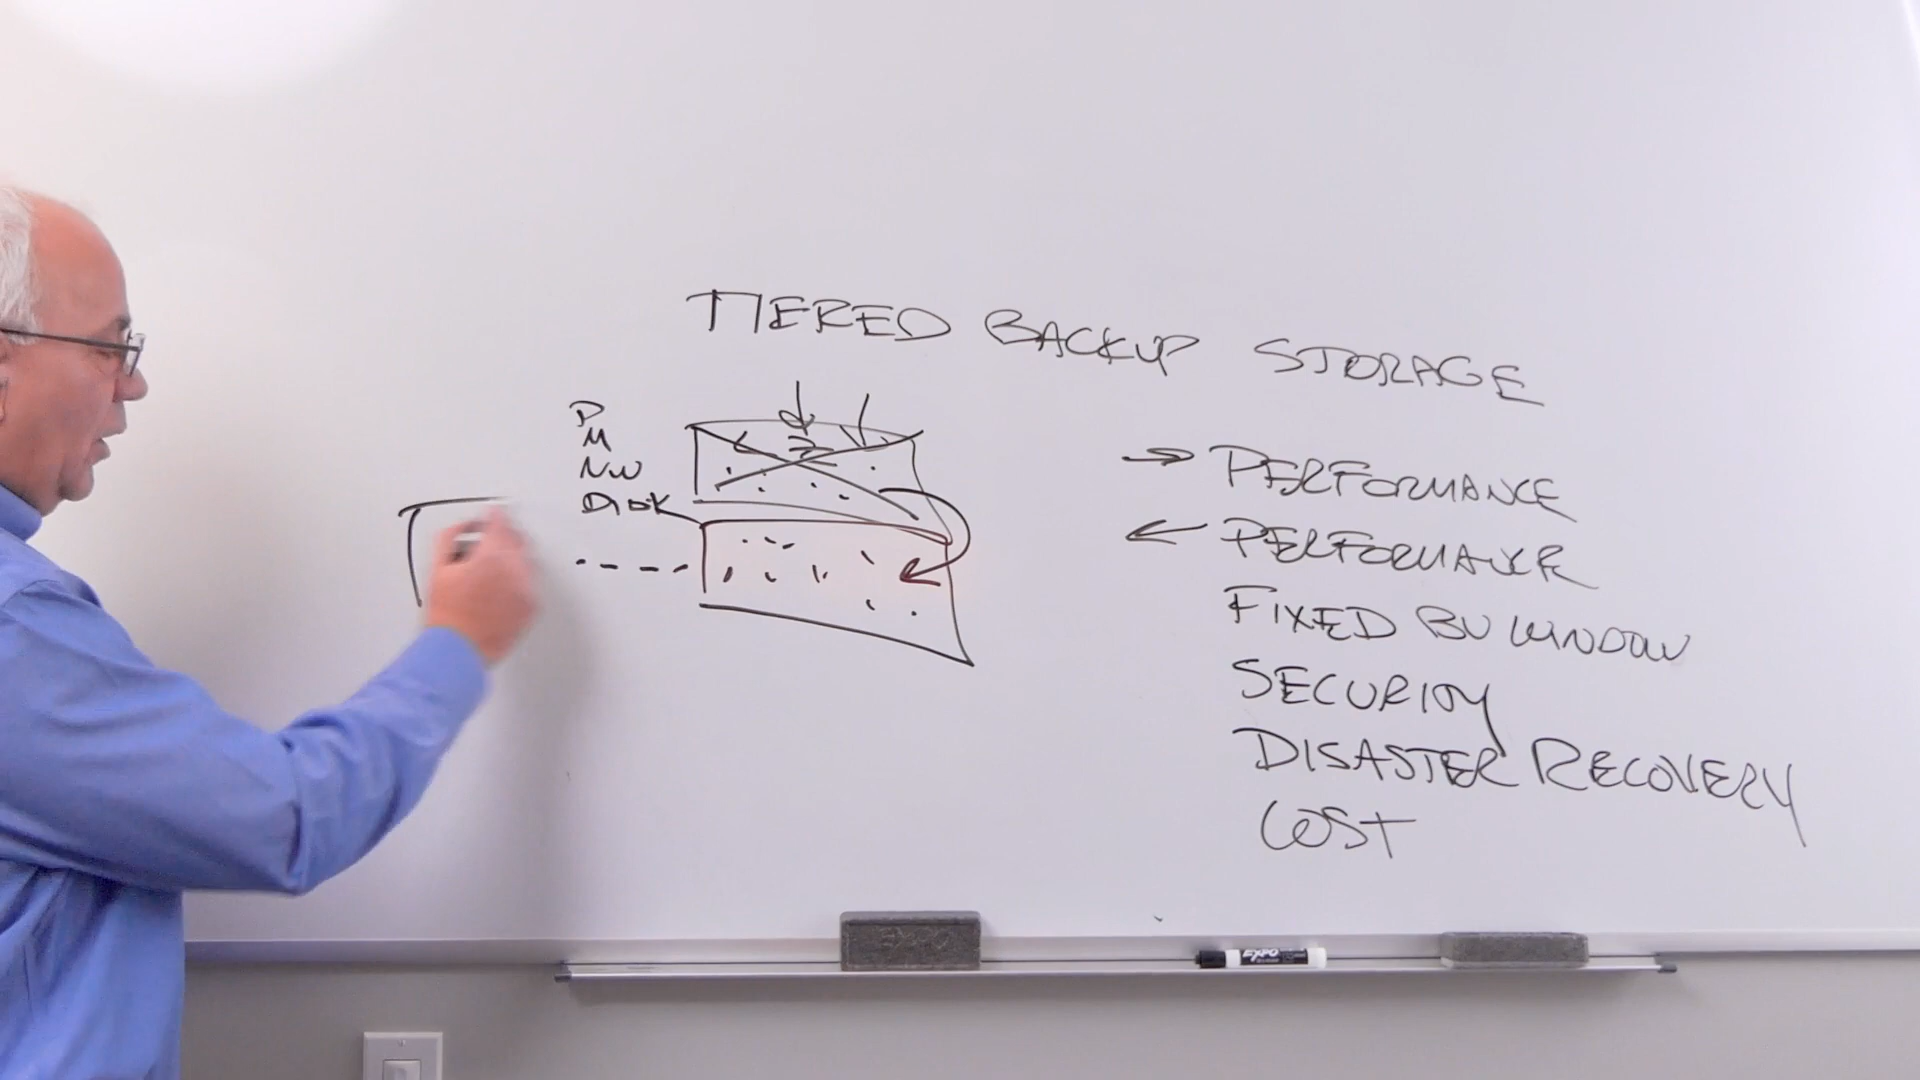 TIERED BACKUP STORAGE
P
M
NW
DISK
→ PERFORMANCE
← PERFORMANCE
FIXED BU WINDOW
SECURITY
DISASTER RECOVERY
COST
EXPO